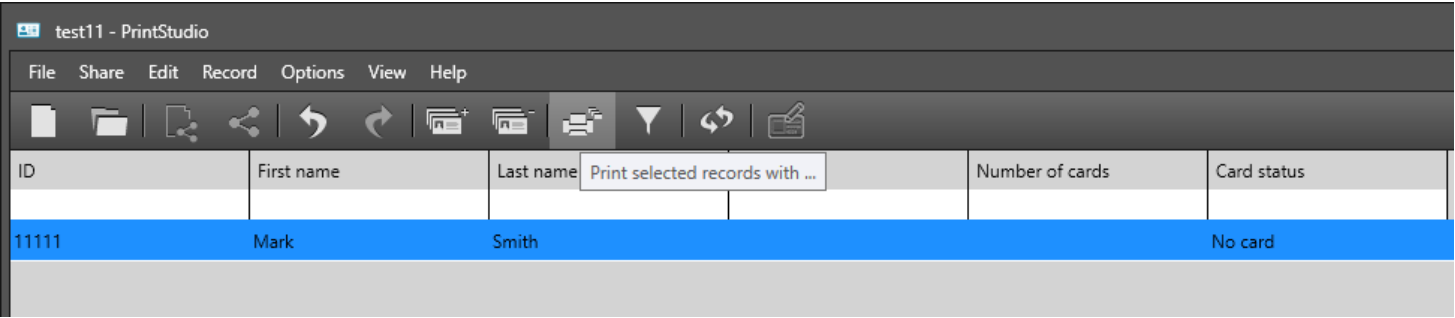 test11 - PrintStudio
File Share Edit Record Options View Help
ID First name Last name Number of cards Card status
Print selected records with ...
11111 Mark Smith No card